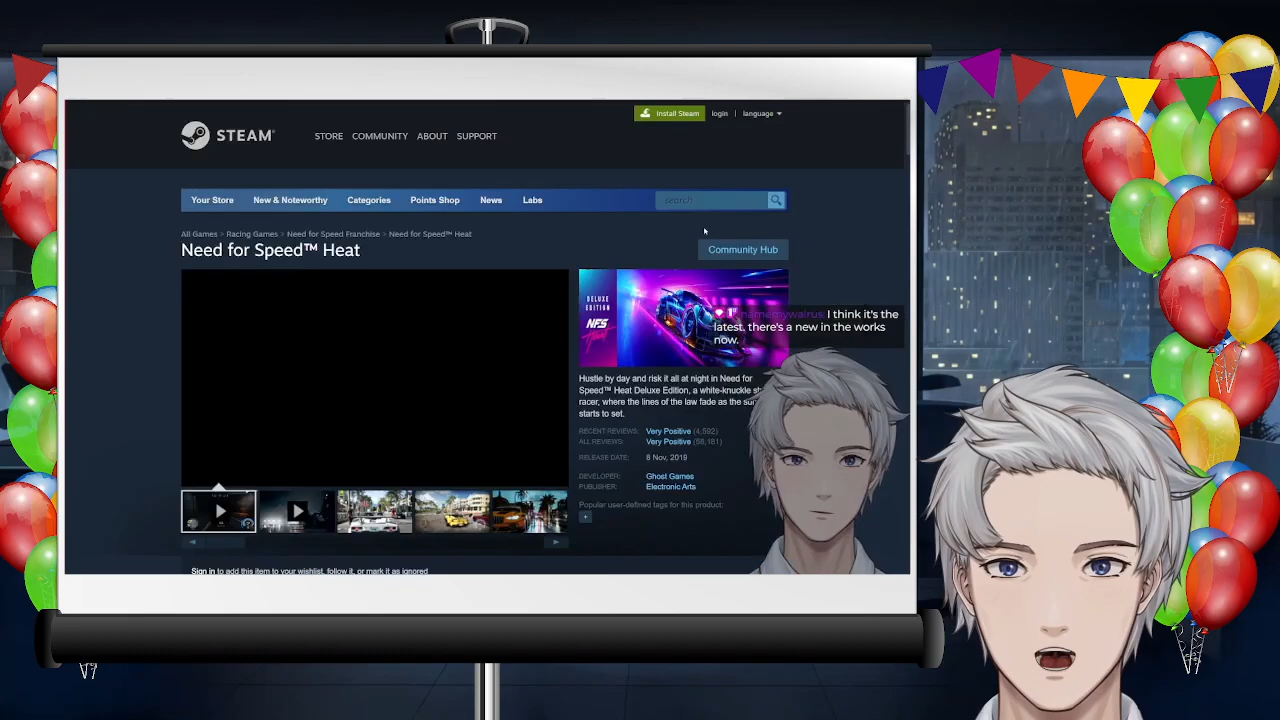 Install Steam login | language
STEAM STORE COMMUNITY ABOUT SUPPORT
Your Store New & Noteworthy Categories Points Shop News Labs search
All Games > Racing Games > Need for Speed Franchise > Need for Speed™ Heat
Need for Speed™ Heat
Community Hub
DELUXE
EDITION
NFS
I think it's the
latest, there's a new in the works
now.
Hustle by day and risk it all at night in Need for
Speed™ Heat Deluxe Edition, a white-knuckle
racer, where the lines of the law fade as the
starts to set.
RECENT REVIEWS: Very Positive (4,592)
ALL REVIEWS: Very Positive (58,181)
RELEASE DATE: 8 Nov, 2019
DEVELOPER: Ghost Games
PUBLISHER: Electronic Arts
Popular user-defined tags for this product:
+
Sign in to add this item to your wishlist, follow it, or mark it as ignored